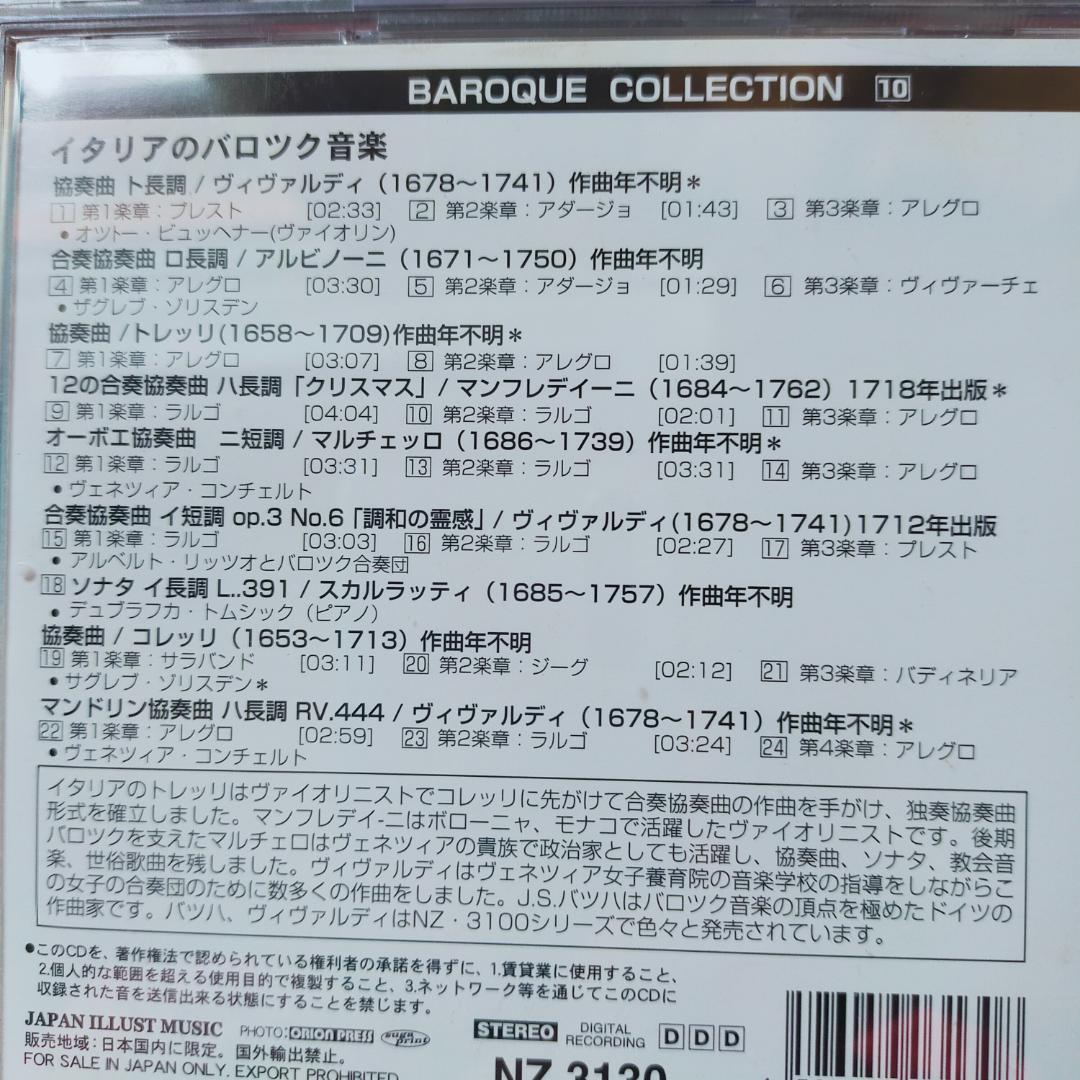 BAROQUE COLLECTION 10
イタリアのバロツク音楽
協奏曲 ト長調 / ヴィヴァルディ（1678～1741）作曲年不明＊
1 第1楽章：プレスト [02:33] 2 第2楽章：アダージョ [01:43] 3 第3楽章：アレグロ
•オツトー・ビュッヘナー(ヴァイオリン)
合奏協奏曲 ロ長調 / アルビノーニ（1671～1750）作曲年不明
4 第1楽章：アレグロ [03:30] 5 第2楽章：アダージョ [01:29] 6 第3楽章：ヴィヴァーチェ
•ザグレブ・ゾリスデン
協奏曲 /トレッリ(1658～1709)作曲年不明＊
7 第1楽章：アレグロ [03:07] 8 第2楽章：アレグロ [01:39]
12の合奏協奏曲 ハ長調「クリスマス」/ マンフレデイーニ（1684～1762）1718年出版＊
9 第1楽章：ラルゴ [04:04] 10 第2楽章：ラルゴ [02:01] 11 第3楽章：アレグロ
オーボエ協奏曲　ニ短調 / マルチェッロ（1686～1739）作曲年不明＊
12 第1楽章：ラルゴ [03:31] 13 第2楽章：ラルゴ [03:31] 14 第3楽章：アレグロ
•ヴェネツィア・コンチェルト
合奏協奏曲 イ短調 op.3 No.6「調和の霊感」/ ヴィヴァルディ(1678～1741)1712年出版
15 第1楽章：ラルゴ [03:03] 16 第2楽章：ラルゴ [02:27] 17 第3楽章：プレスト
•アルベルト・リッツオとバロツク合奏団
18 ソナタ イ長調 L..391 / スカルラッティ（1685～1757）作曲年不明
•デュブラフカ・トムシック（ピアノ）
協奏曲 / コレッリ（1653～1713）作曲年不明
19 第1楽章：サラバンド [03:11] 20 第2楽章：ジーグ [02:12] 21 第3楽章：バディネリア
•サグレブ・ゾリスデン＊
マンドリン協奏曲 ハ長調 RV.444 / ヴィヴァルディ（1678～1741）作曲年不明＊
22 第1楽章：アレグロ [02:59] 23 第2楽章：ラルゴ [03:24] 24 第4楽章：アレグロ
•ヴェネツィア・コンチェルト
イタリアのトレッリはヴァイオリニストでコレッリに先がけて合奏協奏曲の作曲を手がけ、独奏協奏曲
形式を確立しました。マンフレデイ-ニはボローニャ、モナコで活躍したヴァイオリニストです。後期
バロツクを支えたマルチェロはヴェネツィアの貴族で政治家としても活躍し、協奏曲、ソナタ、教会音
楽、世俗歌曲を残しました。ヴィヴァルディはヴェネツィア女子養育院の音楽学校の指導をしながらこ
の女子の合奏団のために数多くの作曲をしました。J.S.バツハはバロツク音楽の頂点を極めたドイツの
作曲家です。バツハ、ヴィヴァルディはNZ・3100シリーズで色々と発売されています。
●このCDを、著作権法で認められている権利者の承諾を得ずに、1.賃貸業に使用すること、
2.個人的な範囲を超える使用目的で複製すること、3.ネットワーク等を通じてこのCDに
収録された音を送信出来る状態にすることを禁じます。
JAPAN ILLUST MUSIC PHOTO:ORION PRESS suga print STEREO DIGITAL RECORDING D D D
販売地域：日本国内に限定。国外輸出禁止。
FOR SALE IN JAPAN ONLY. EXPORT PROHIBITED
NZ 3130